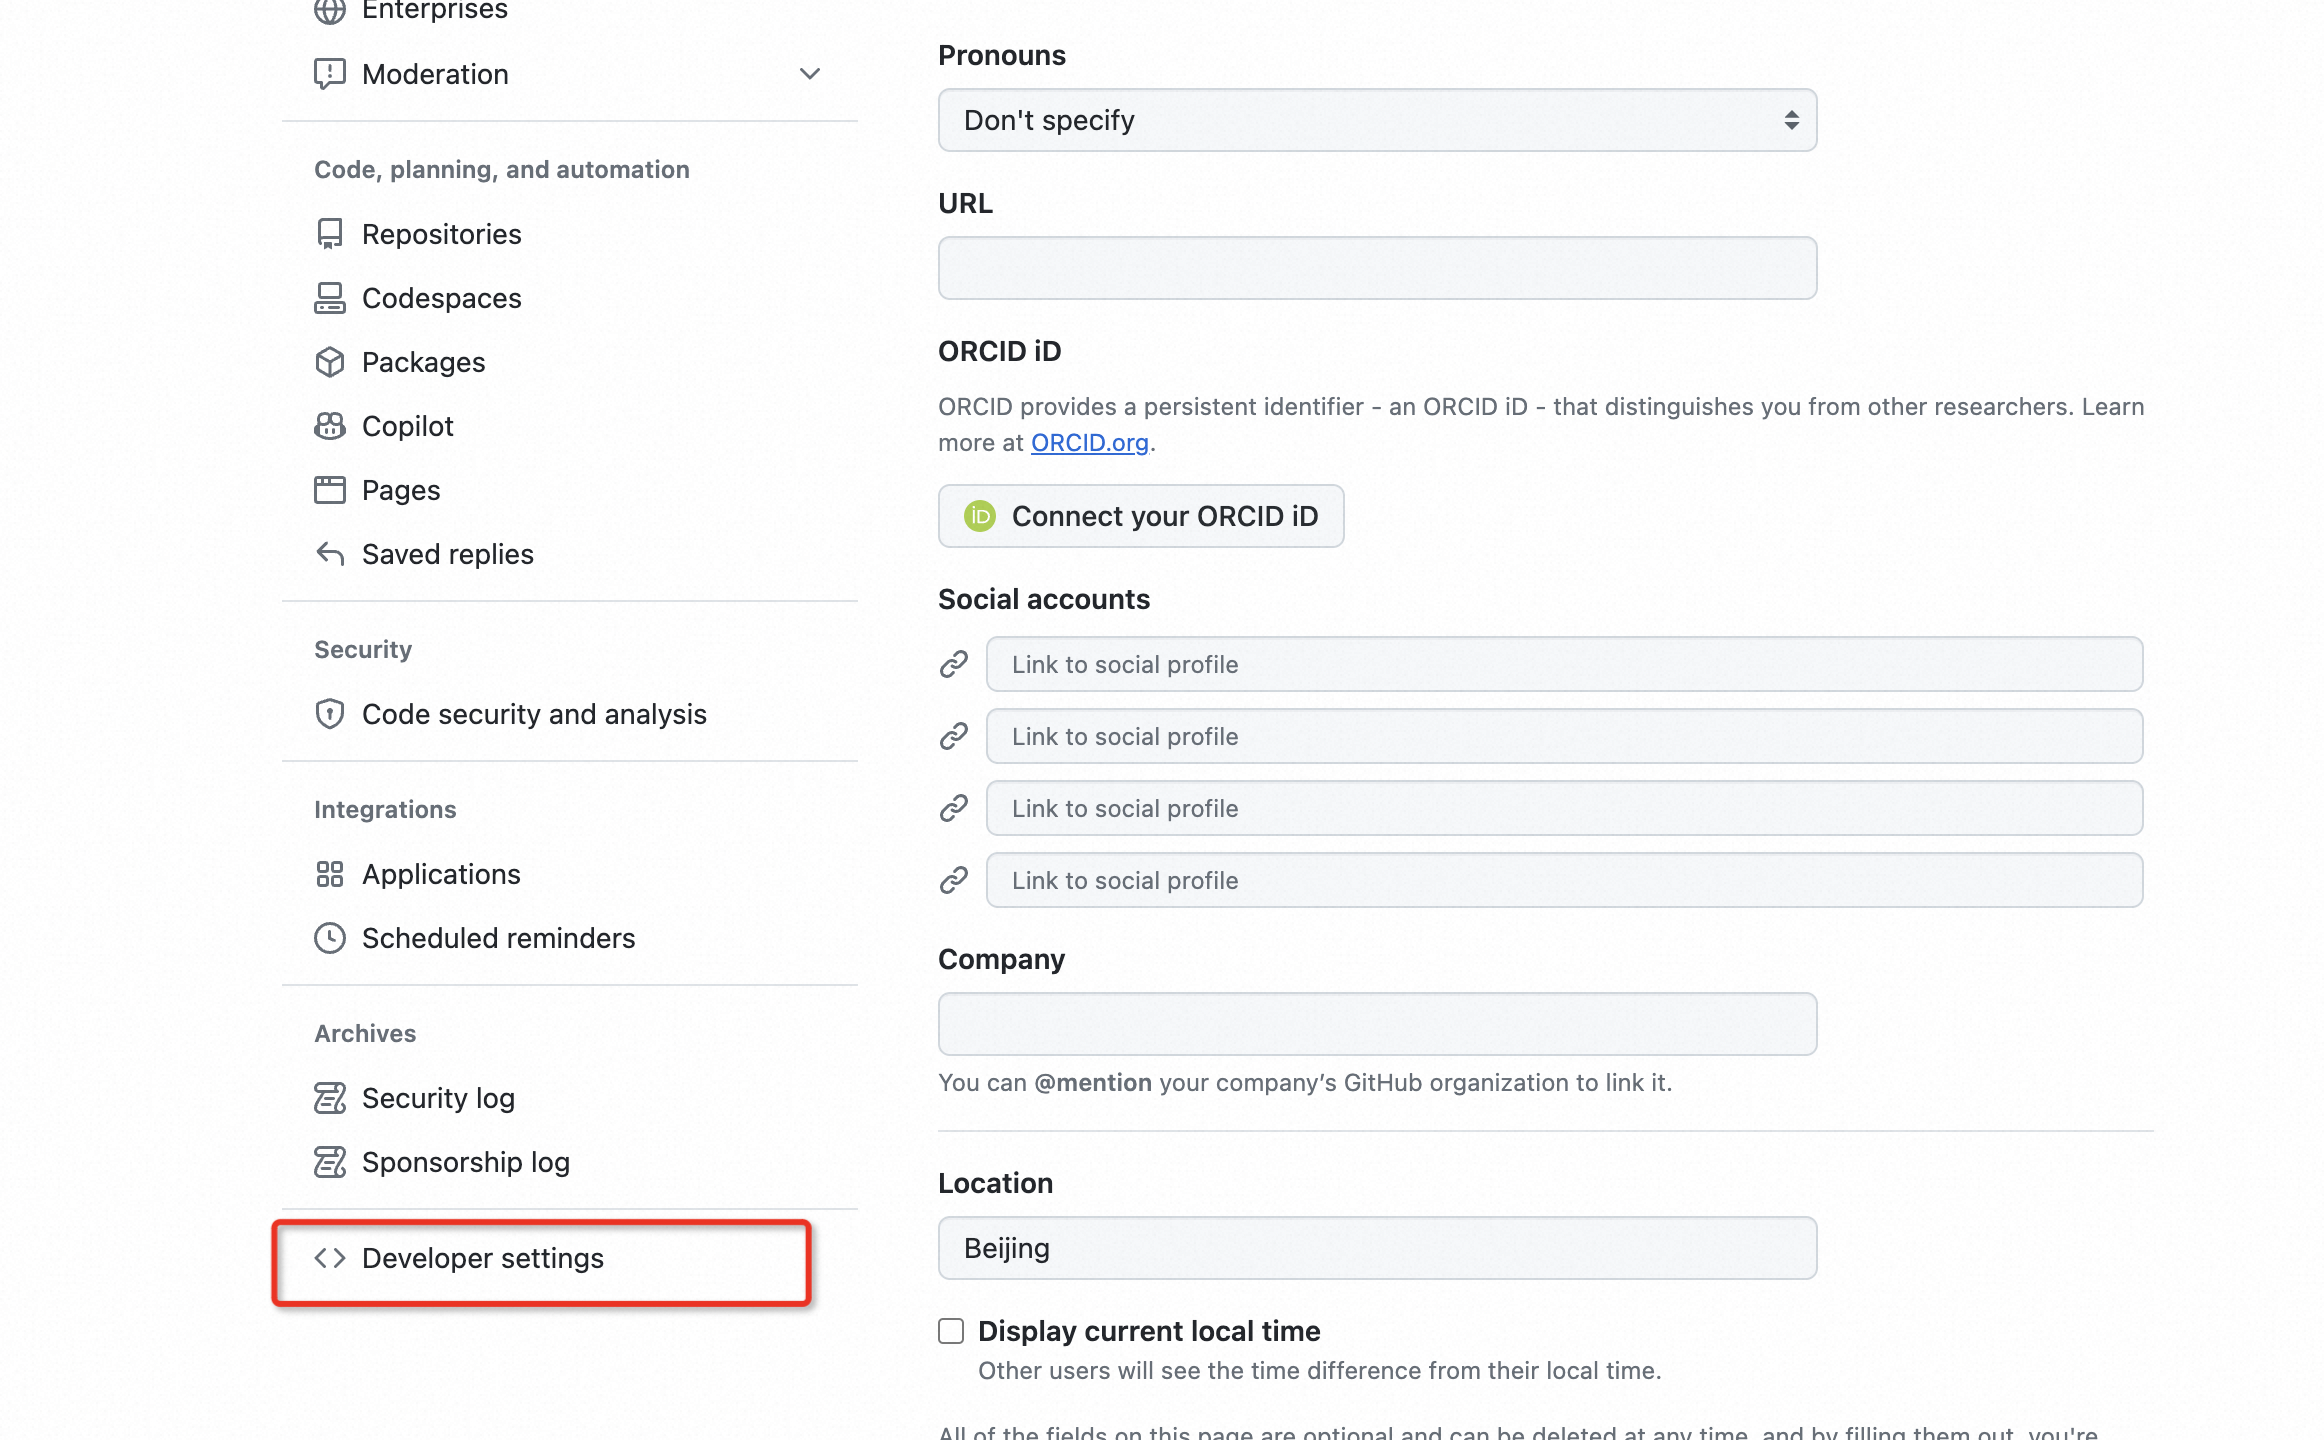 Enterprises
Moderation
Code, planning, and automation
Repositories
Codespaces
Packages
Copilot
Pages
Saved replies
Security
Code security and analysis
Integrations
Applications
Scheduled reminders
Archives
Security log
Sponsorship log
Developer settings
Pronouns
Don't specify
URL
ORCID iD
ORCID provides a persistent identifier - an ORCID iD - that distinguishes you from other researchers. Learn
more at ORCID.org.
iD Connect your ORCID iD
Social accounts
Link to social profile
Link to social profile
Link to social profile
Link to social profile
Company
You can @mention your company’s GitHub organization to link it.
Location
Beijing
Display current local time
Other users will see the time difference from their local time.
All of the fields on this page are optional and can be deleted at any time, and by filling them out, you're